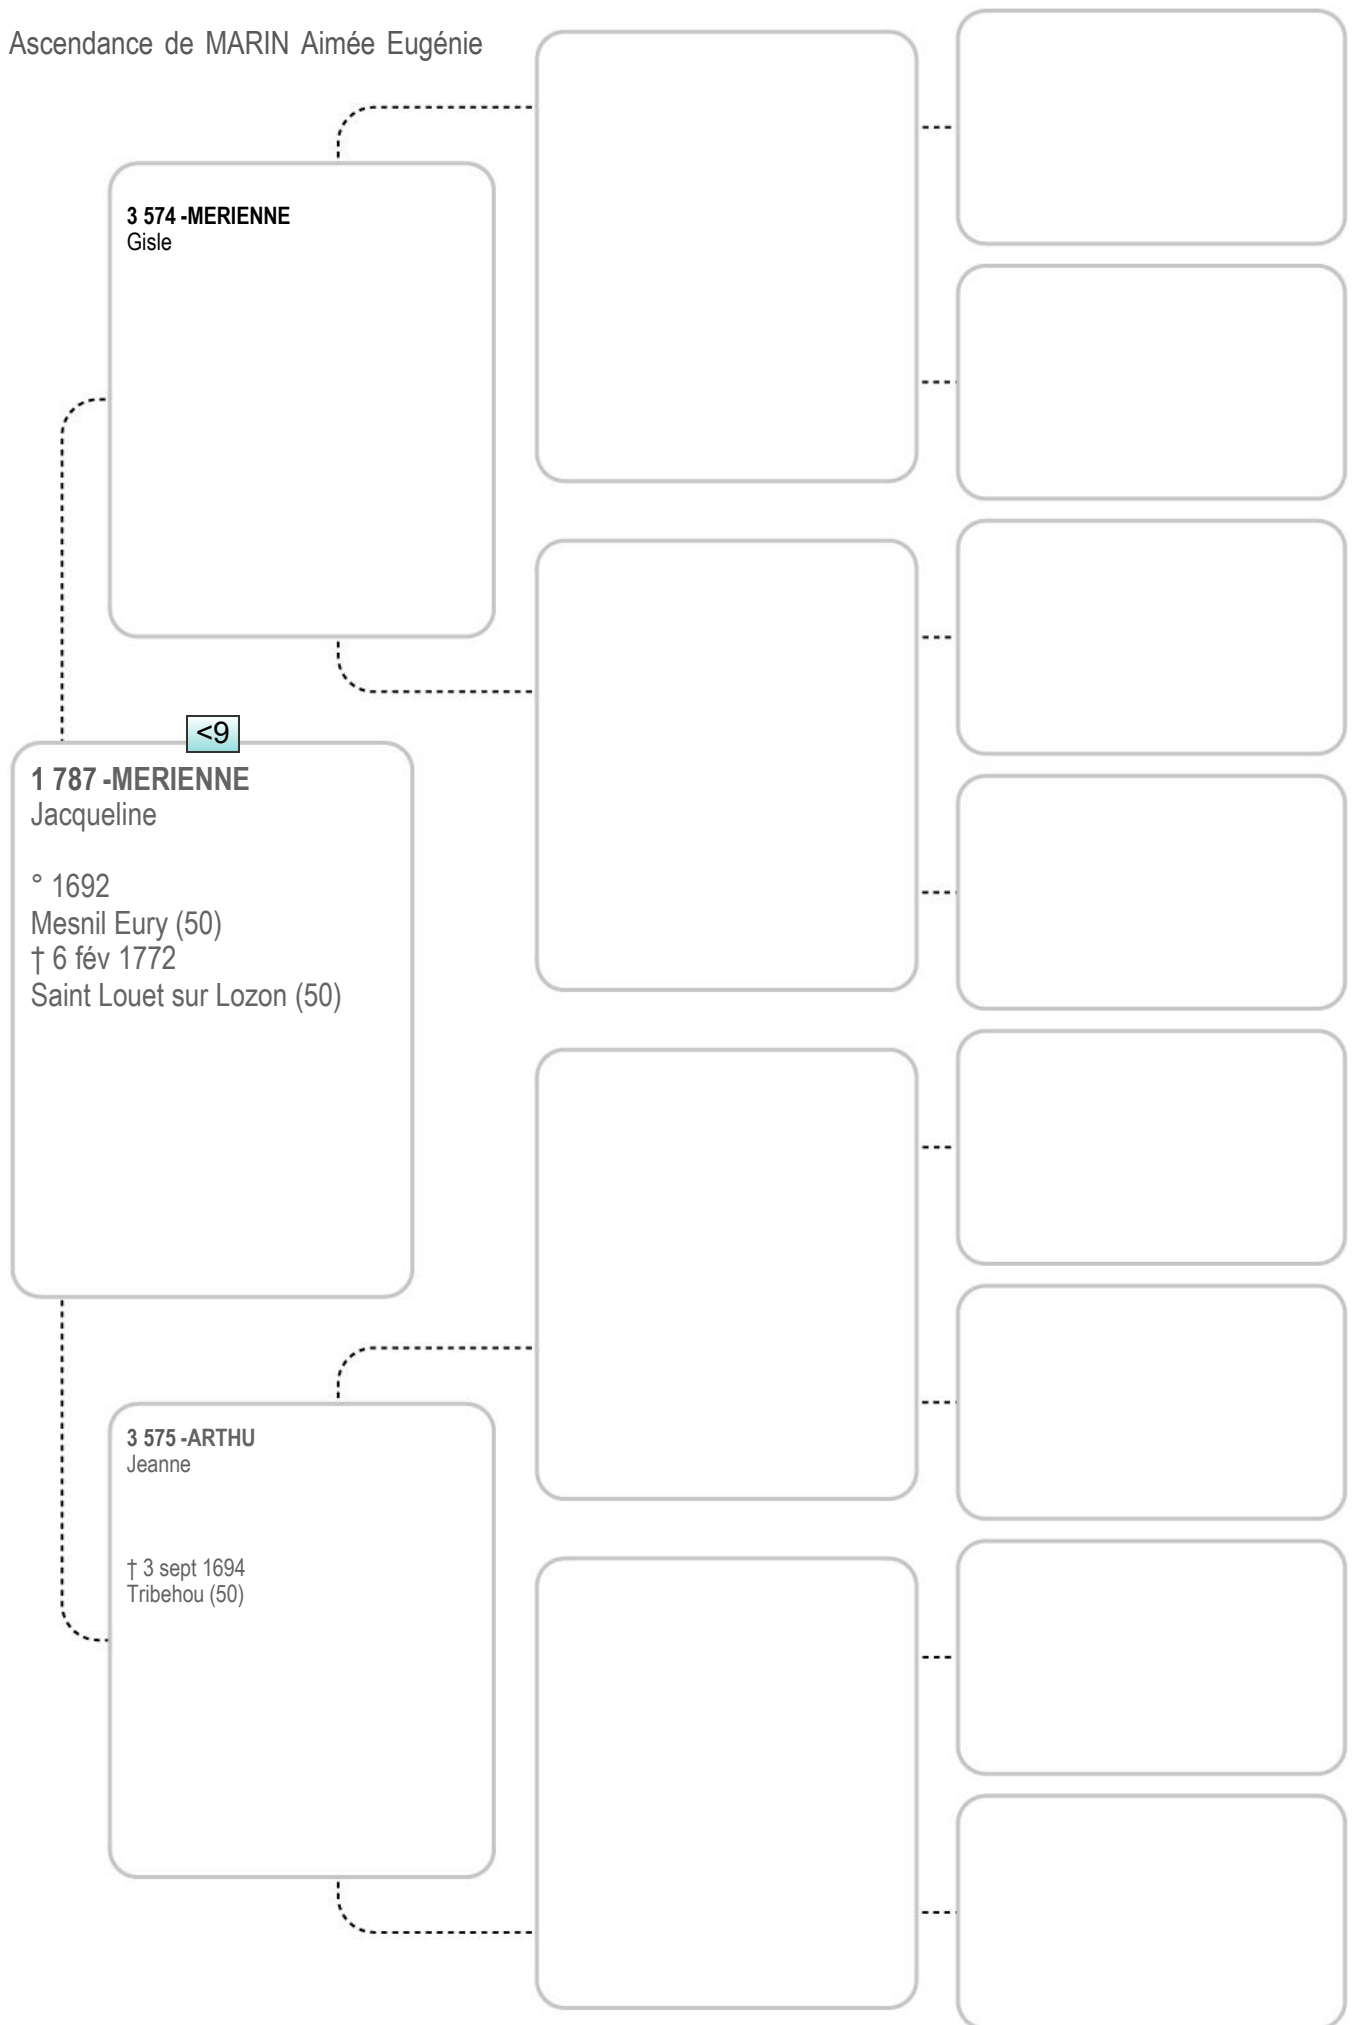 Ascendance de MARIN Aimée Eugénie
3 574 -MERIENNE
Gisle
<9
1 787 -MERIENNE
Jacqueline
° 1692
Mesnil Eury (50)
† 6 fév 1772
Saint Louet sur Lozon (50)
3 575 -ARTHU
Jeanne
† 3 sept 1694
Tribehou (50)